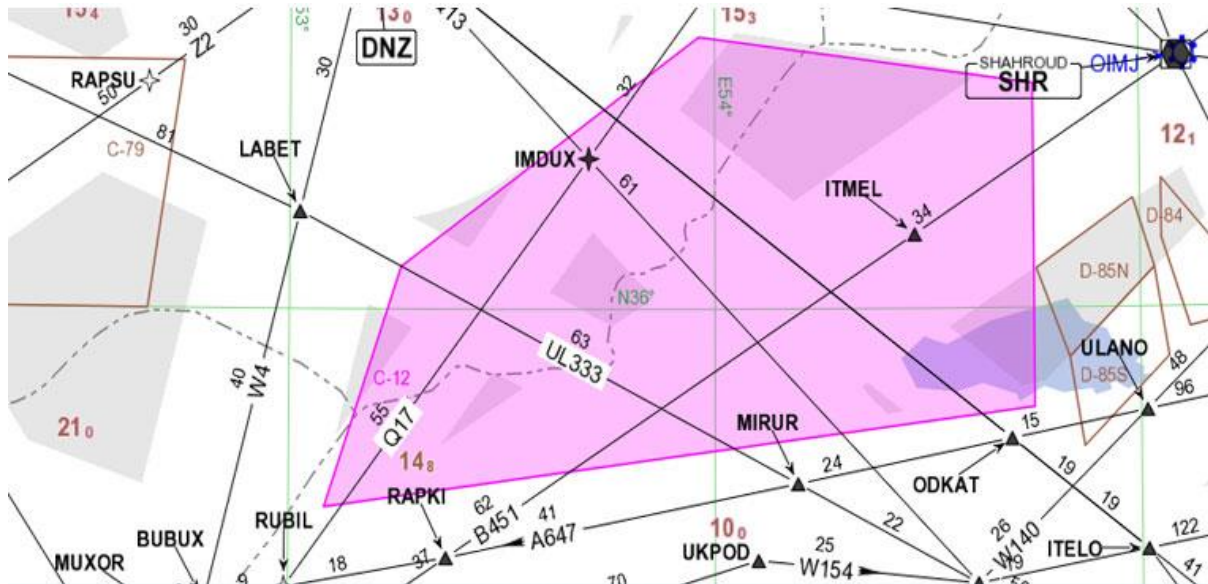 15₄
30
Z2
RAPSU
50
C-79
81
LABET
53°
13₀
DNZ
30
32
IMDUX
61
15₃
E54°
SHAHROUD
SHR
OIMJ
12₁
ITMEL
34
D-84
D-85N
N36°
ULANO
D-85S
48
96
63
UL333
C-12
55
Q17
40
W4
21₀
14₈
MIRUR
15
24
ODKAT
19
19
RAPKI
62
B451
41
A647
22
26
W140
RUBIL
BUBUX
MUXOR
18
37
10₀
UKPOD
25
W154
79
ITELO
122
41
70
9